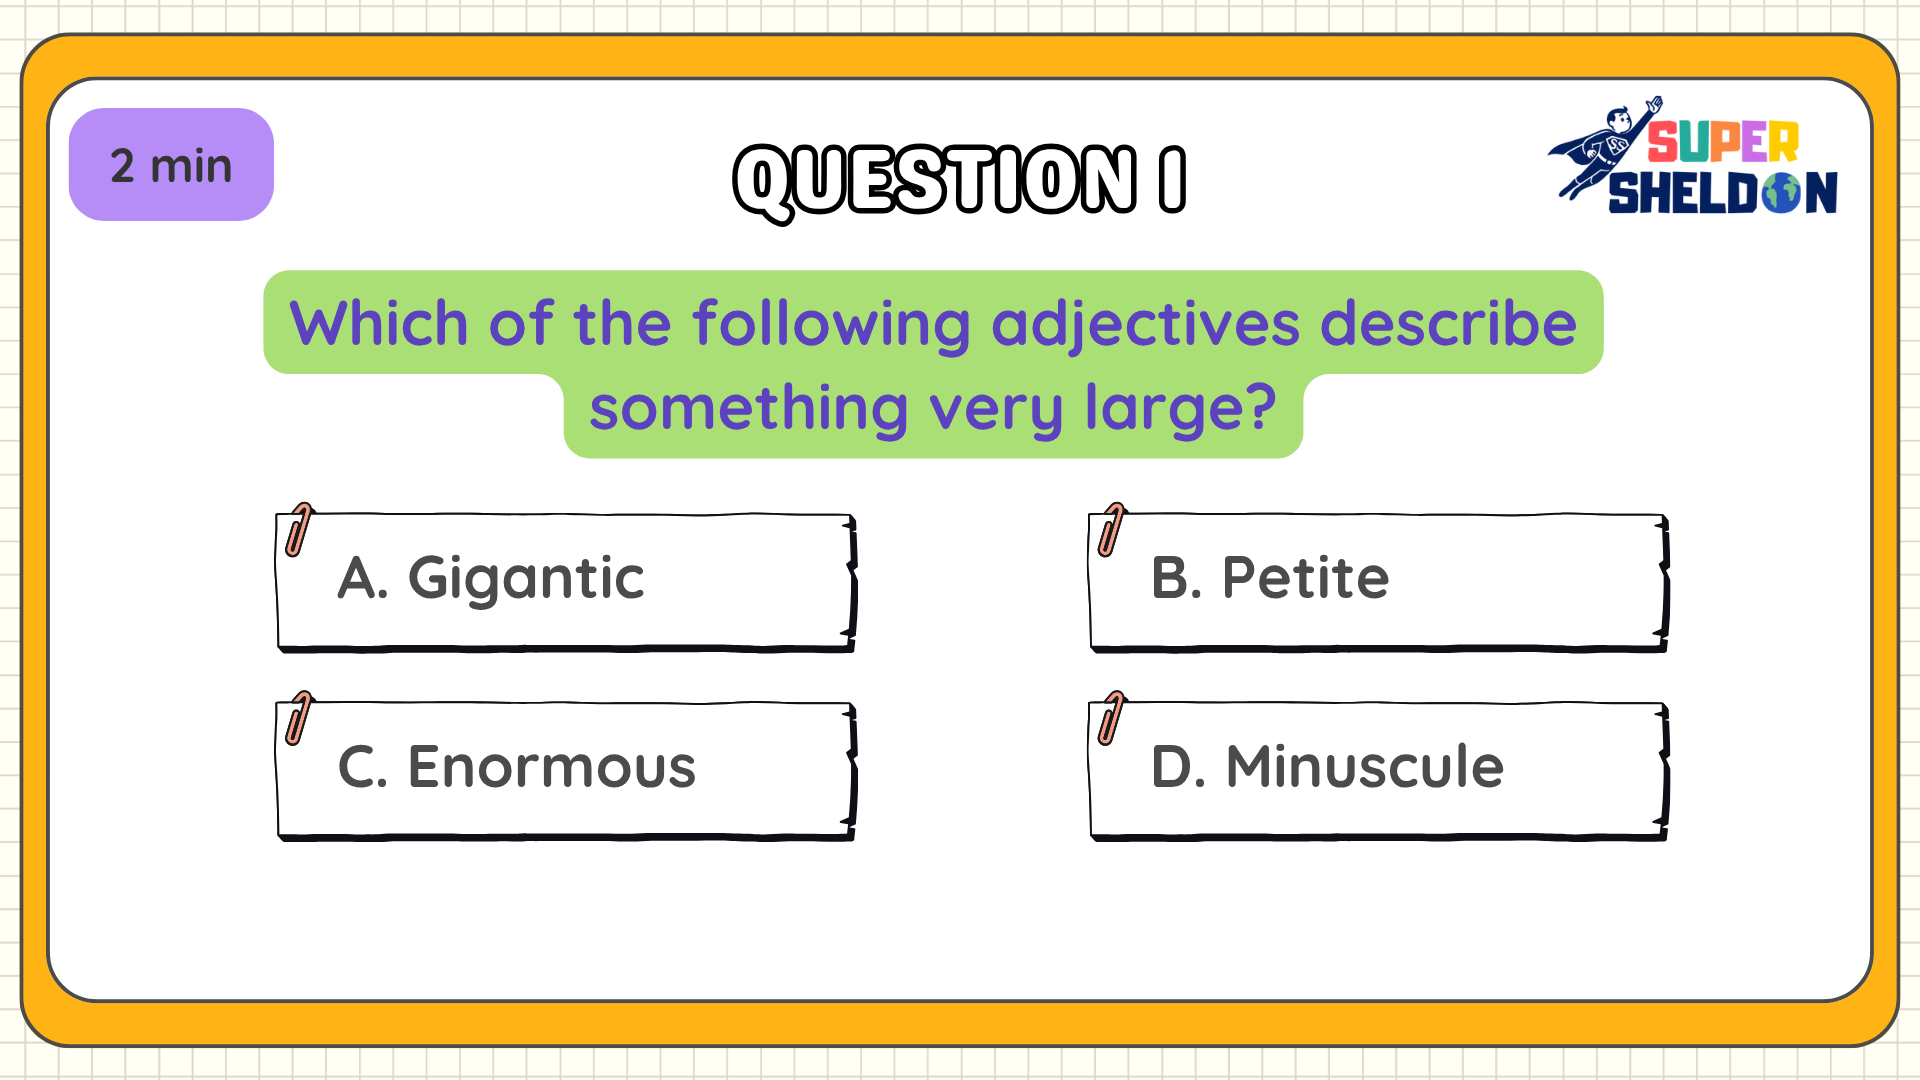 2 min
QUESTION 1
SUPER
SHELDON
Which of the following adjectives describe
something very large?
A. Gigantic
B. Petite
C. Enormous
D. Minuscule